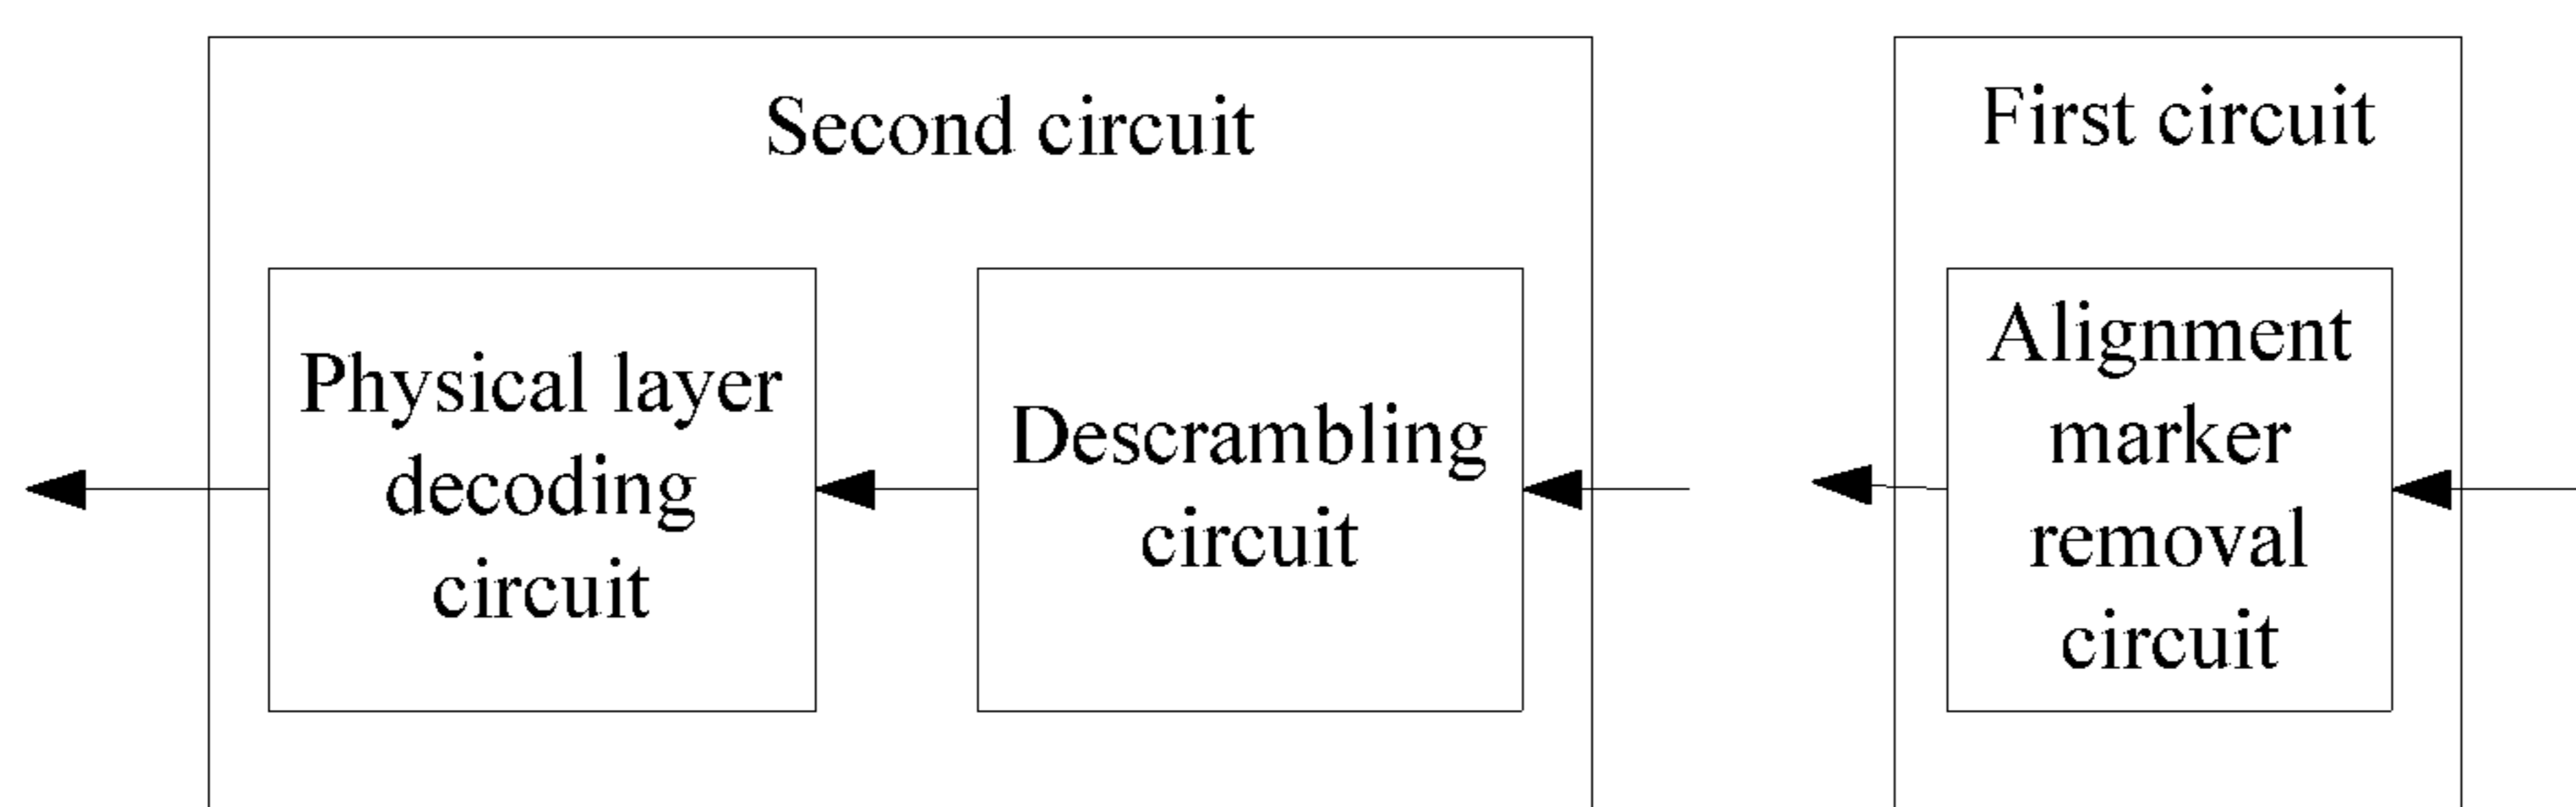 Second circuit
First circuit
Physical layer
decoding
circuit
Descrambling
circuit
Alignment
marker
removal
circuit